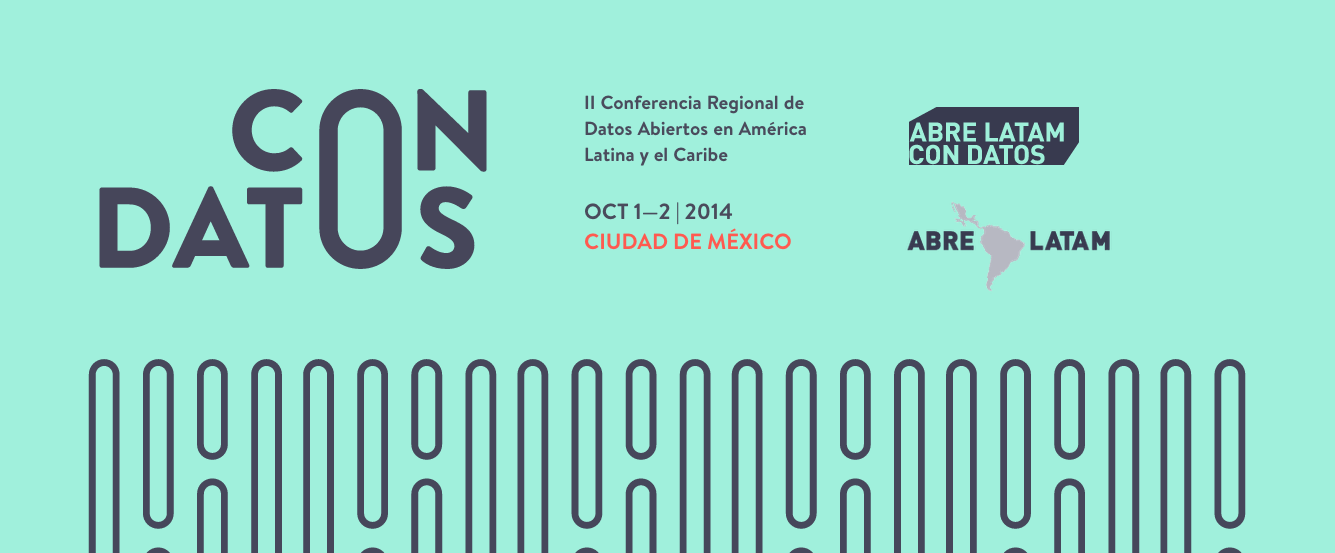 CON
DATOS
II Conferencia Regional de
Datos Abiertos en América
Latina y el Caribe
OCT 1—2 | 2014
CIUDAD DE MÉXICO
ABRE LATAM
CON DATOS
ABRE LATAM